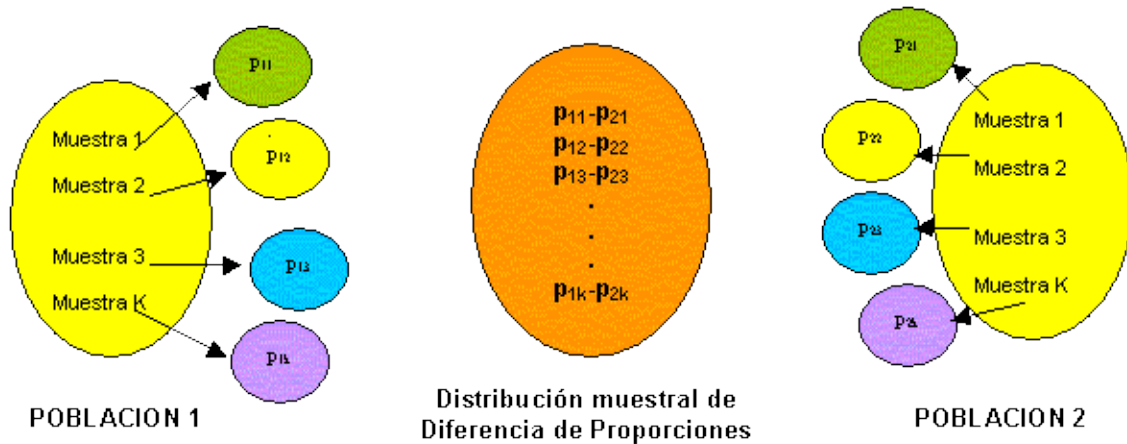 p11
Muestra 1
p12
Muestra 2
Muestra 3
p13
Muestra K
p1k
POBLACION 1
p11-p21
p12-p22
p13-p23
.
.
.
p1k-p2k
Distribución muestral de
Diferencia de Proporciones
p21
Muestra 1
p22
Muestra 2
p23
Muestra 3
Muestra K
POBLACION 2